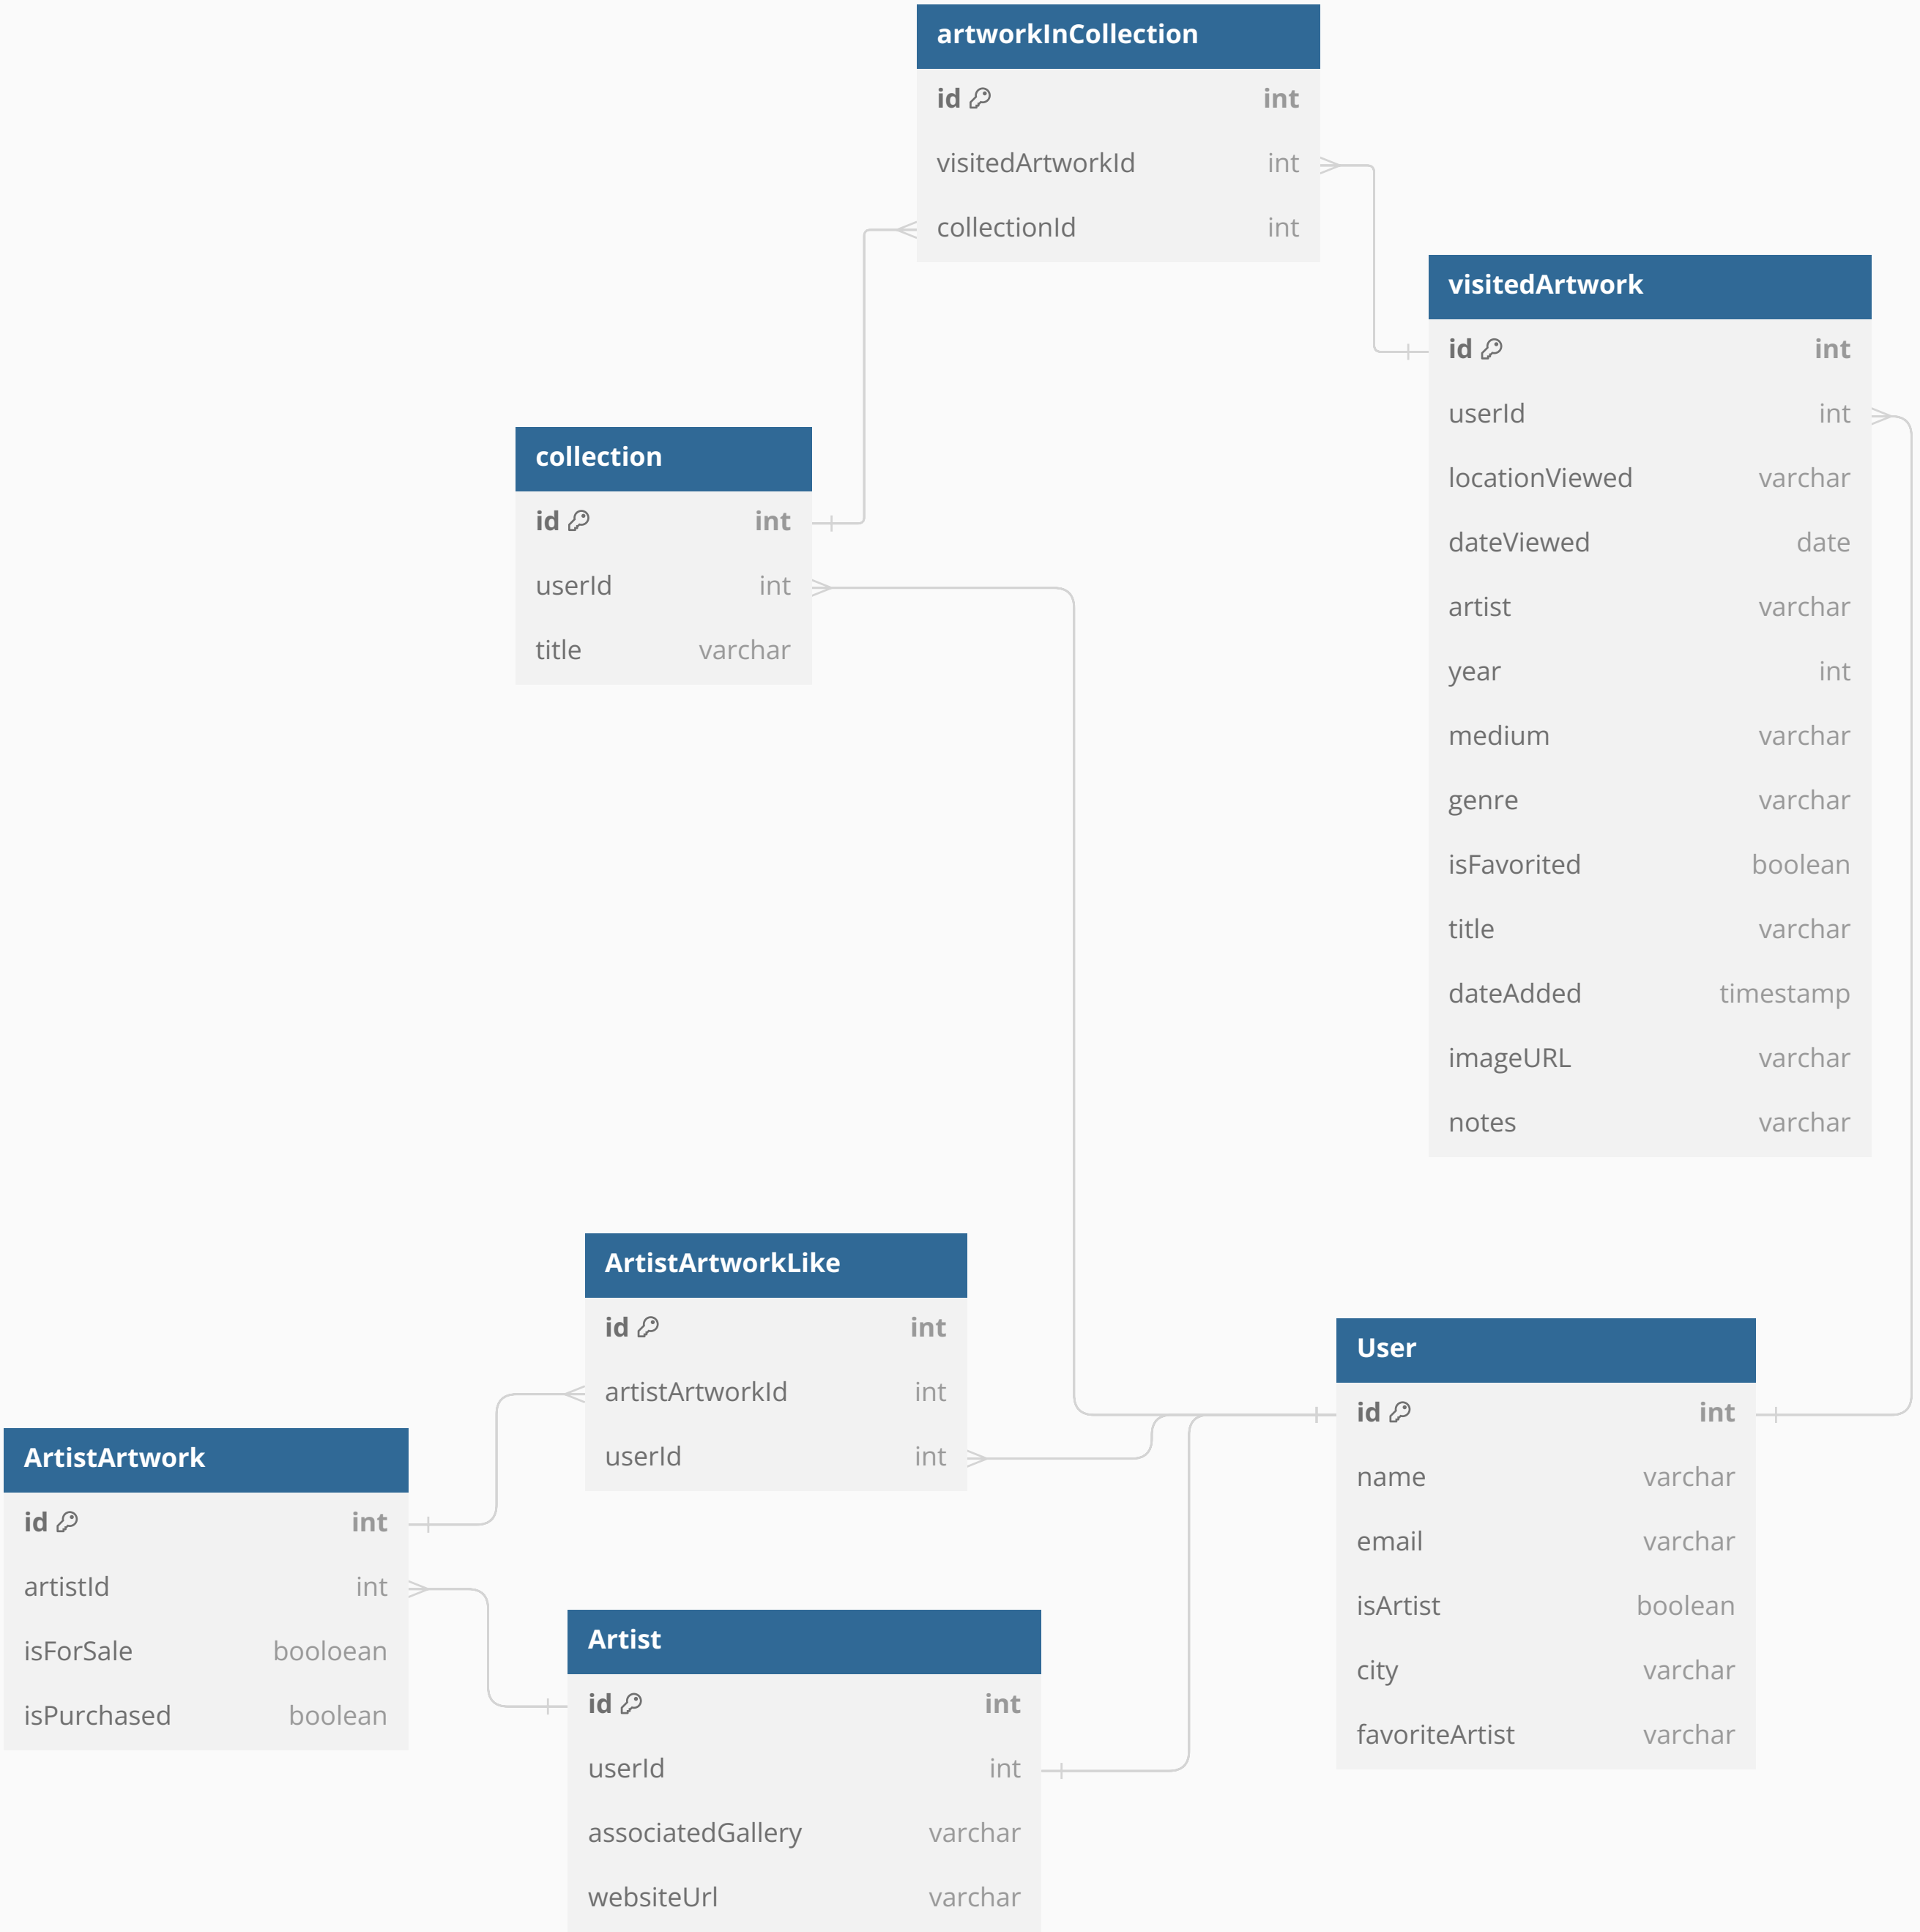 artworkInCollection
id int
visitedArtworkId int
collectionId int
visitedArtwork
id int
userId int
locationViewed varchar
dateViewed date
artist varchar
year int
medium varchar
genre varchar
isFavorited boolean
title varchar
dateAdded timestamp
imageURL varchar
notes varchar
collection
id int
userId int
title varchar
ArtistArtworkLike
id int
artistArtworkId int
userId int
User
id int
name varchar
email varchar
isArtist boolean
city varchar
favoriteArtist varchar
ArtistArtwork
id int
artistId int
isForSale booloean
isPurchased boolean
Artist
id int
userId int
associatedGallery varchar
websiteUrl varchar